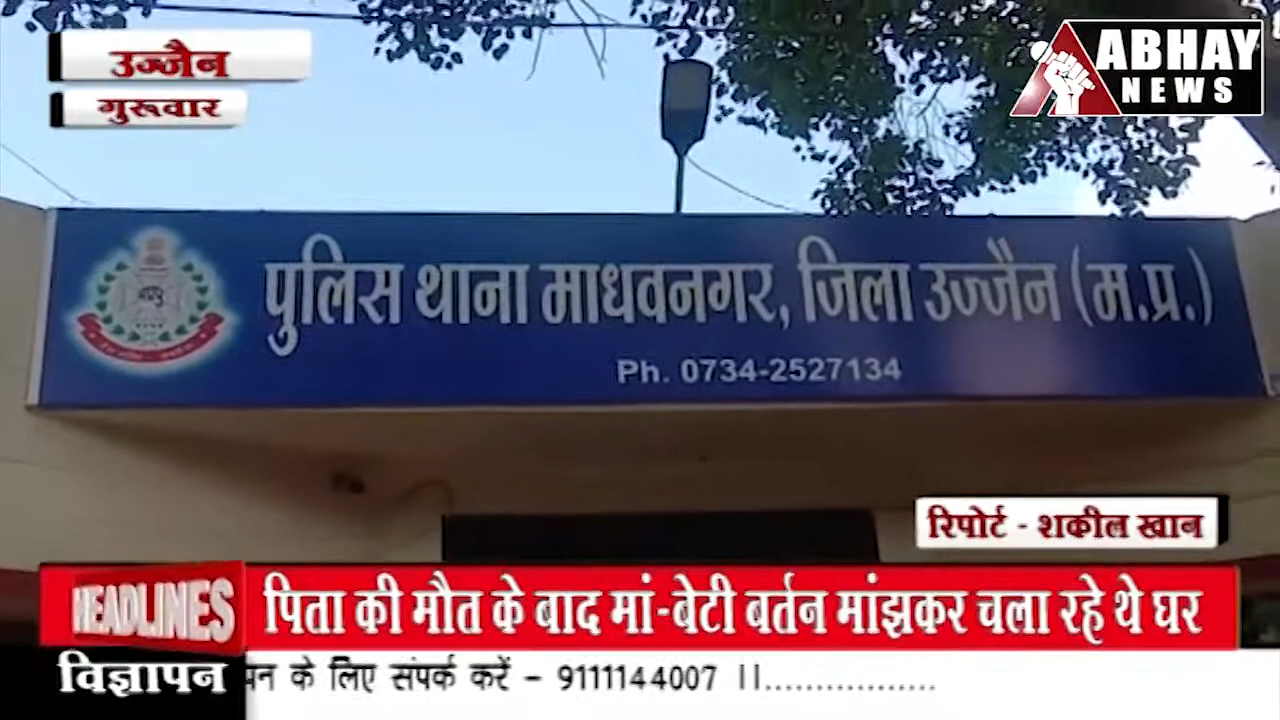 उज्जैन
गुरूवार
ABHAY
NEWS
पुलिस थाना माधवनगर, जिला उज्जैन (म.प्र.)
Ph. 0734-2527134
रिपोर्ट - शकील खान
HEADLINES
पिता की मौत के बाद मां-बेटी बर्तन मांझकर चला रहे थे घर
विज्ञापन
पन के लिए संपर्क करें - 9111144007 ।।.................